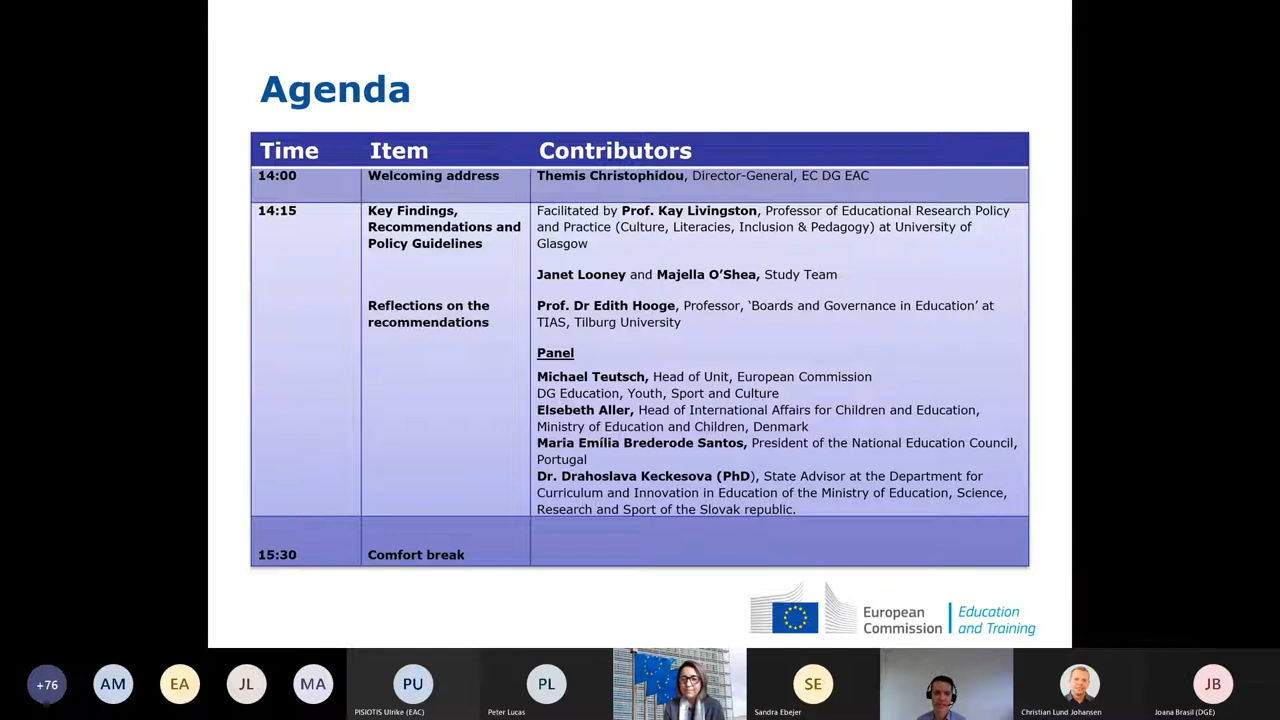 Agenda
Time Item Contributors
14:00 Welcoming address Themis Christophidou, Director-General, EC DG EAC
14:15 Key Findings, Recommendations and Policy Guidelines
Facilitated by Prof. Kay Livingston, Professor of Educational Research Policy
and Practice (Culture, Literacies, Inclusion & Pedagogy) at University of
Glasgow
Janet Looney and Majella O’Shea, Study Team
Reflections on the recommendations
Prof. Dr Edith Hooge, Professor, ‘Boards and Governance in Education’ at
TIAS, Tilburg University
Panel
Michael Teutsch, Head of Unit, European Commission
DG Education, Youth, Sport and Culture
Elsebeth Aller, Head of International Affairs for Children and Education,
Ministry of Education and Children, Denmark
Maria Emília Brederode Santos, President of the National Education Council,
Portugal
Dr. Drahoslava Keckesova (PhD), State Advisor at the Department for
Curriculum and Innovation in Education of the Ministry of Education, Science,
Research and Sport of the Slovak republic.
15:30 Comfort break
European
Commission
Education
and Training
+76 AM EA JL MA PU PL SE JB
PISIOTIS Ulrike (EAC) Peter Lucas Sandra Ebejer Christian Lund Johansen Joana Brasil (DGE)